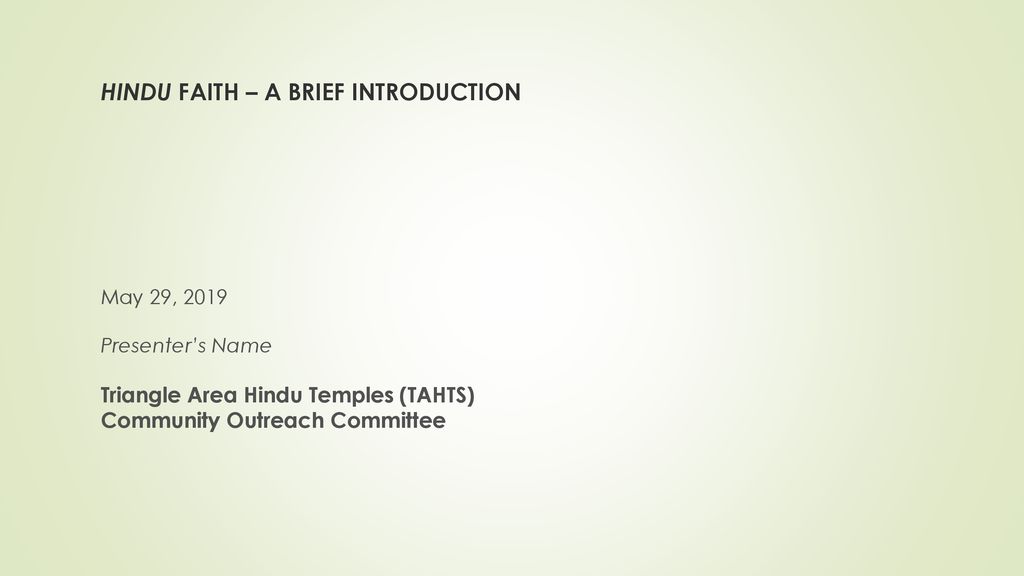 HINDU FAITH – A BRIEF INTRODUCTION
May 29, 2019
Presenter's Name
Triangle Area Hindu Temples (TAHTS)
Community Outreach Committee